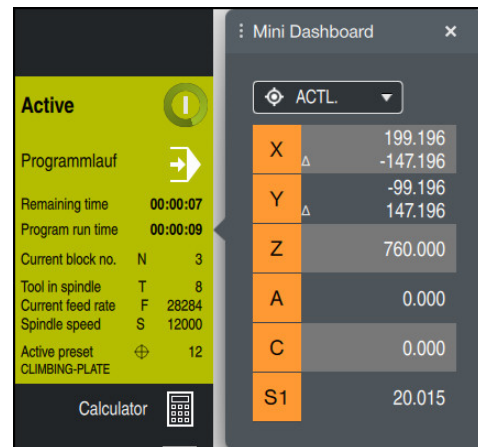 Active
Programmlauf
Remaining time 00:00:07
Program run time 00:00:09
Current block no. N 3
Tool in spindle T 8
Current feed rate F 28284
Spindle speed S 12000
Active preset 12
CLIMBING-PLATE
Calculator
Mini Dashboard ×
ACTL.
X 199.196
Δ -147.196
Y -99.196
Δ 147.196
Z 760.000
A 0.000
C 0.000
S1 20.015